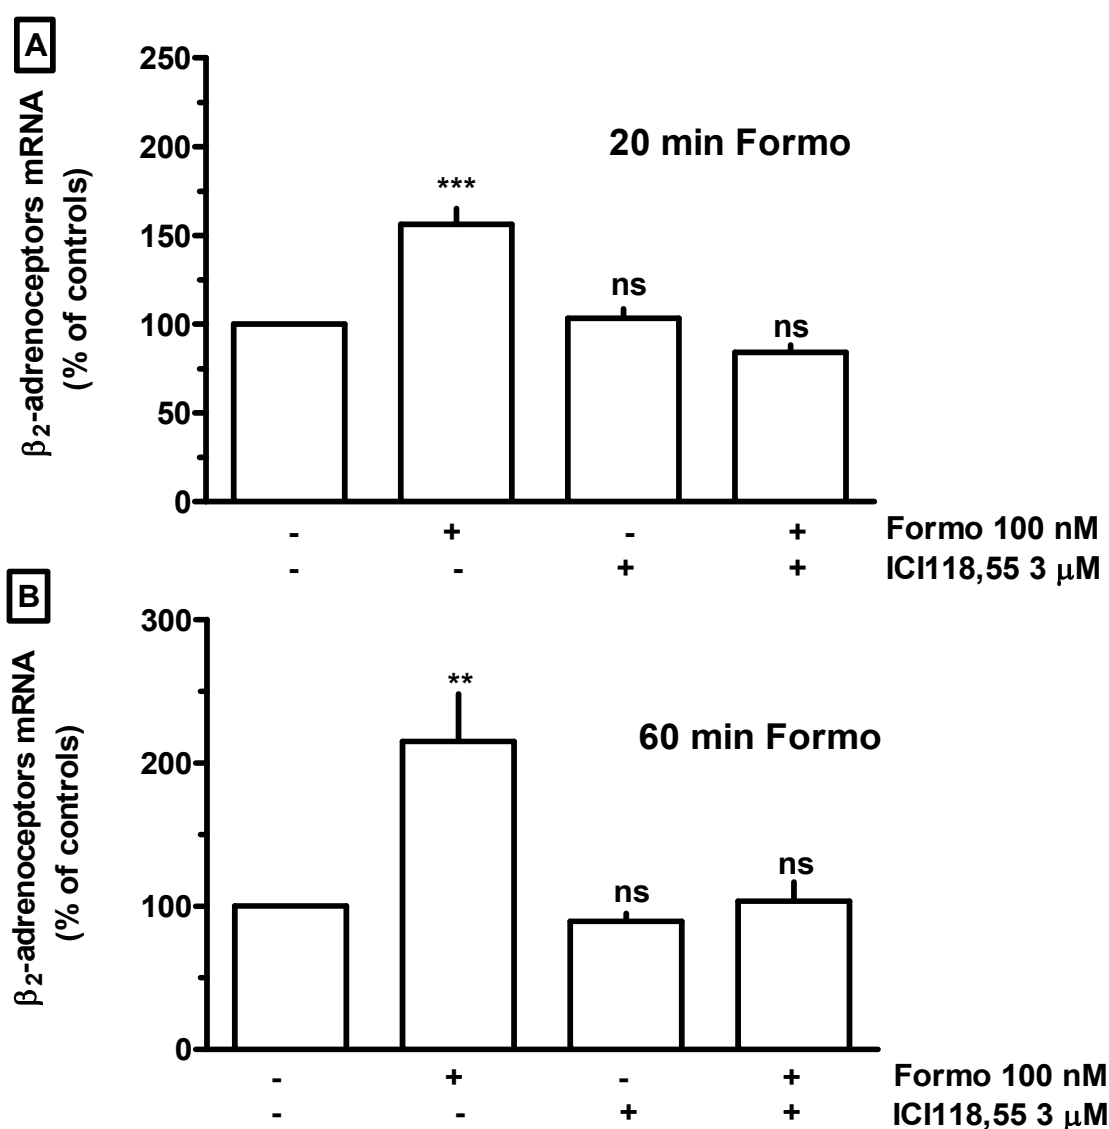 A
β2-adrenoceptors mRNA
(% of controls)
250
200
150
100
50
0
20 min Formo
***
ns
ns
- + - + Formo 100 nM
- - + + ICI118,55 3 μM
B
β2-adrenoceptors mRNA
(% of controls)
300
200
100
0
60 min Formo
**
ns
ns
- + - + Formo 100 nM
- - + + ICI118,55 3 μM